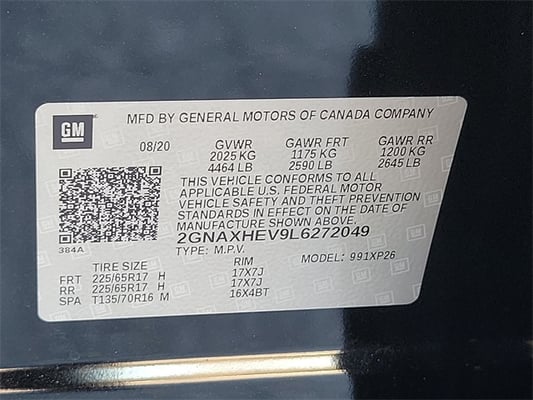 GM
MFD BY GENERAL MOTORS OF CANADA COMPANY
08/20 GVWR GAWR FRT GAWR RR
2025 KG 1175 KG 1200 KG
4464 LB 2590 LB 2645 LB
THIS VEHICLE CONFORMS TO ALL
APPLICABLE U.S. FEDERAL MOTOR
VEHICLE SAFETY AND THEFT PREVENTION
STANDARDS IN EFFECT ON THE DATE OF
MANUFACTURE SHOWN ABOVE.
384A 2GNAXHEV9L6272049
TYPE: M.P.V. MODEL: 991XP26
TIRE SIZE RIM
FRT 225/65R17 H 17X7J
RR 225/65R17 H 17X7J
SPA T135/70R16 M 16X4BT